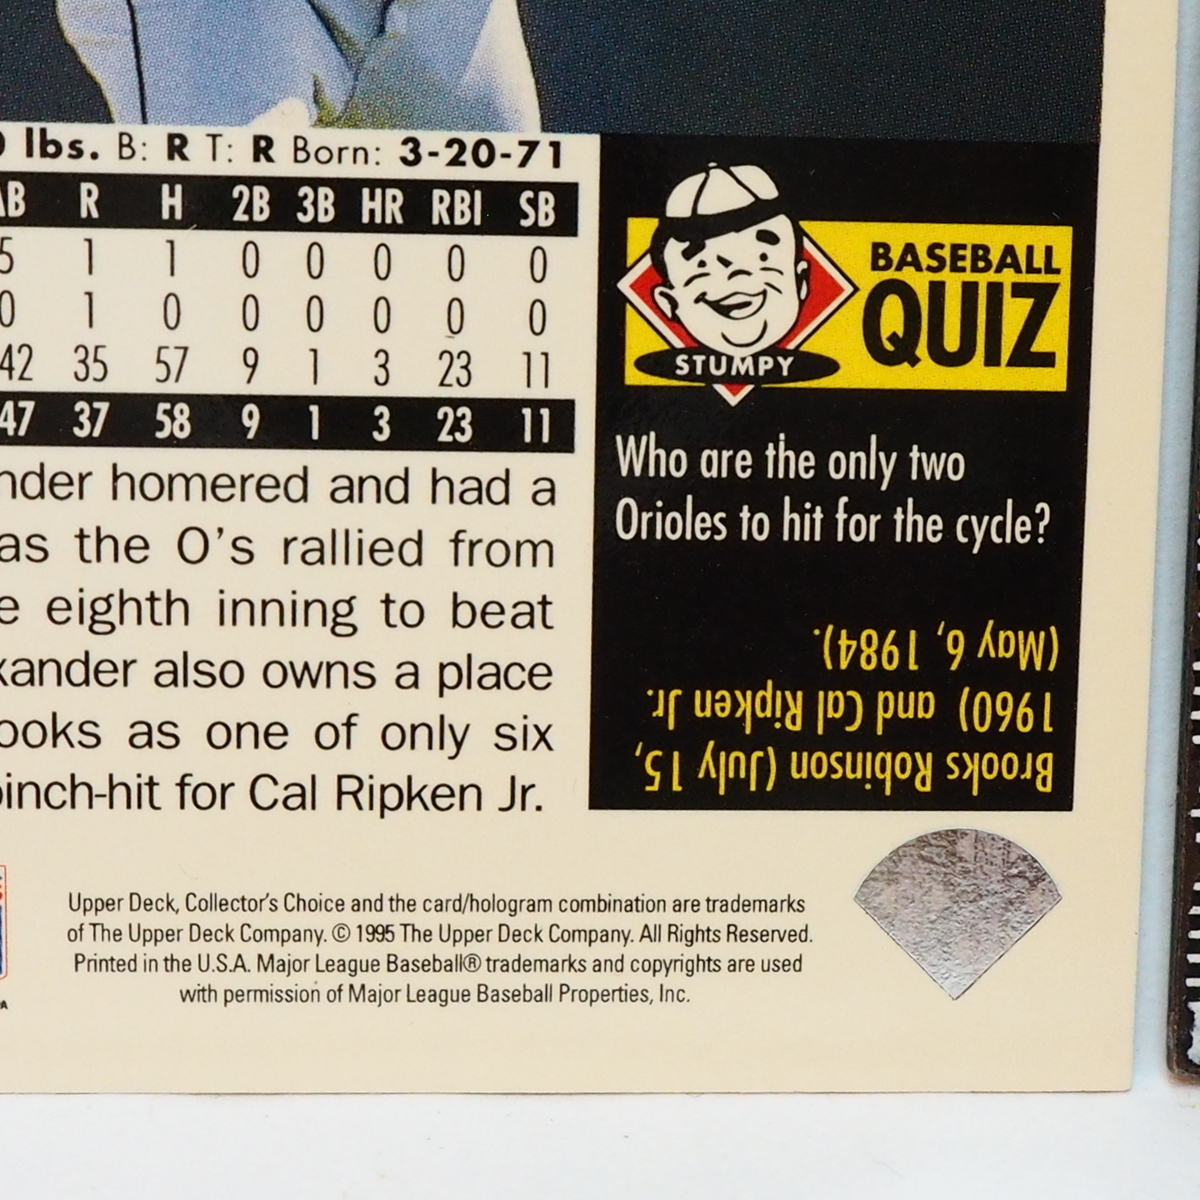 lbs. B: R T: R Born: 3-20-71
AB R H 2B 3B HR RBI SB
5 1 1 0 0 0 0 0
0 1 0 0 0 0 0 0
42 35 57 9 1 3 23 11
47 37 58 9 1 3 23 11
nder homered and had a
as the O's rallied from
e eighth inning to beat
xander also owns a place
ooks as one of only six
pinch-hit for Cal Ripken Jr.
STUMPY
BASEBALL
QUIZ
Who are the only two
Orioles to hit for the cycle?
Brooks Robinson (July 15,
1960) and Cal Ripken Jr.
(May 6, 1984).
Upper Deck, Collector's Choice and the card/hologram combination are trademarks
of The Upper Deck Company. © 1995 The Upper Deck Company. All Rights Reserved.
Printed in the U.S.A. Major League Baseball® trademarks and copyrights are used
with permission of Major League Baseball Properties, Inc.